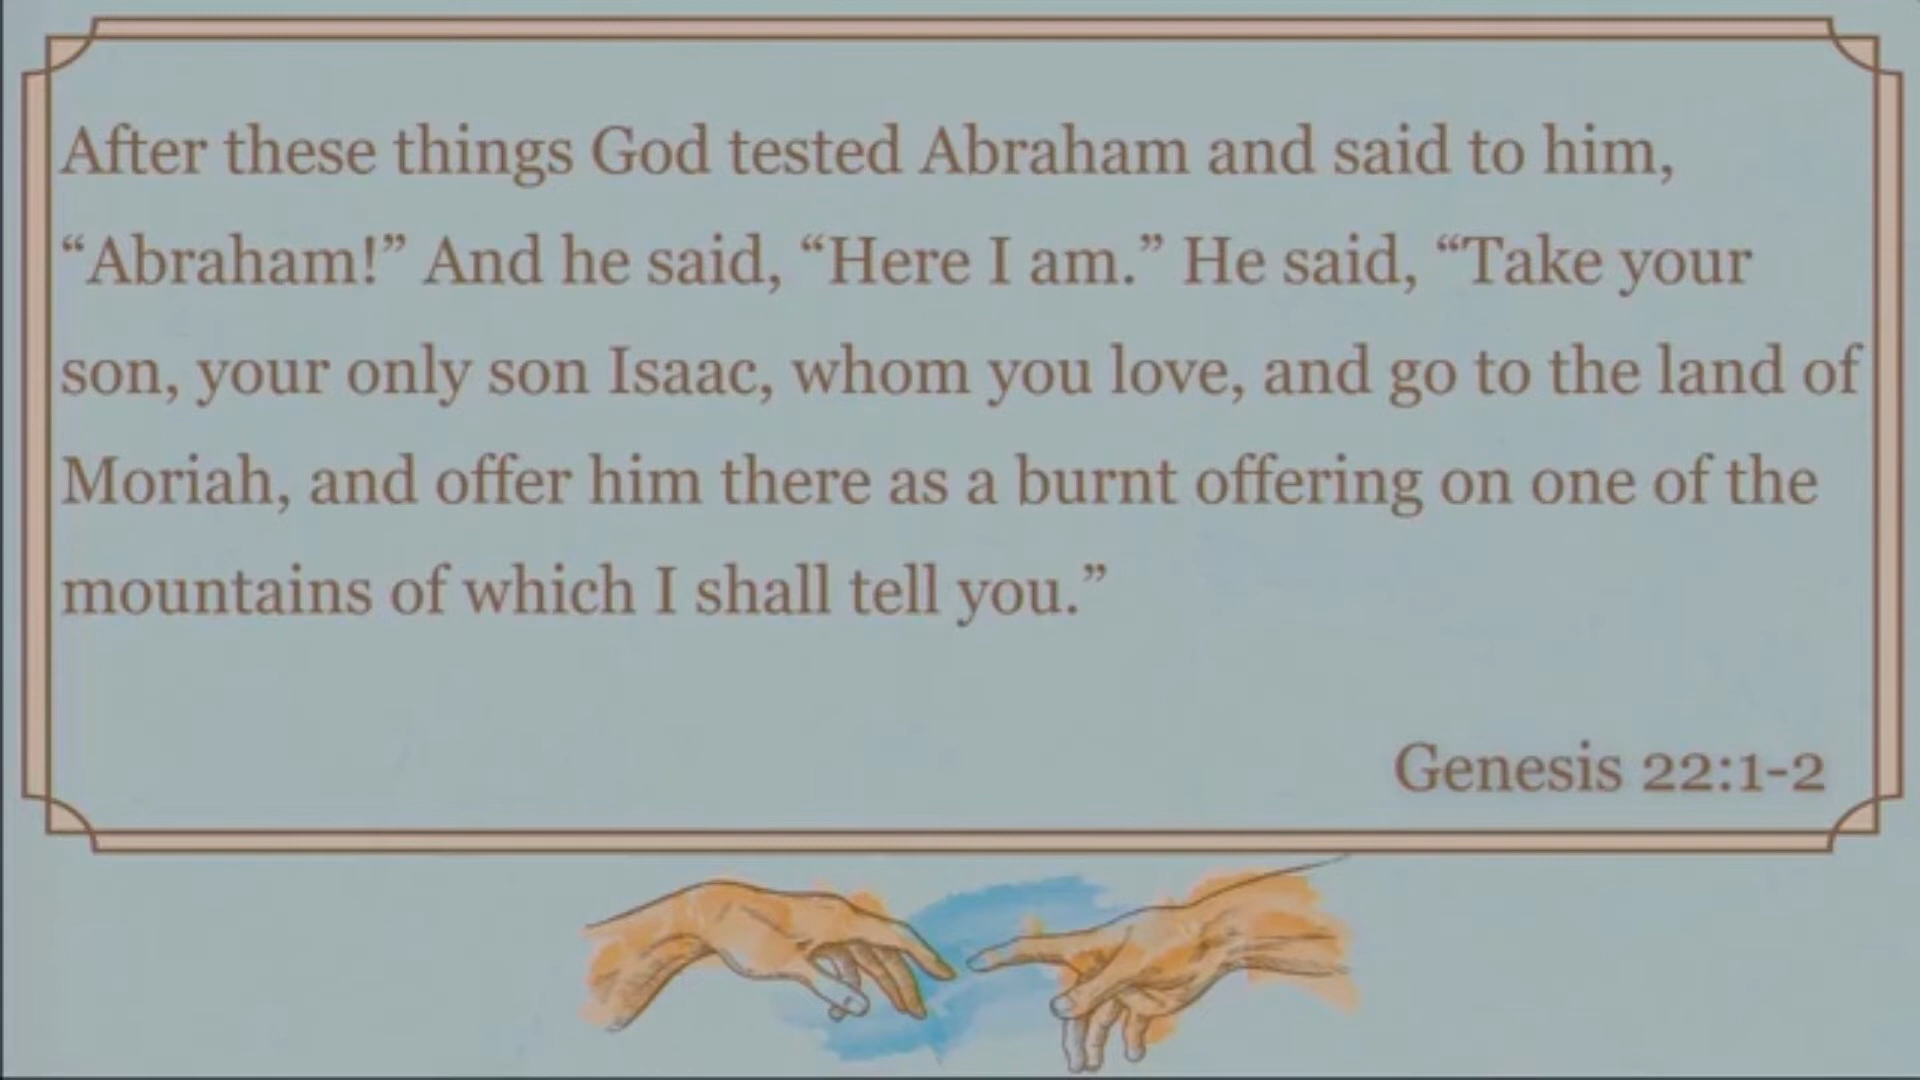 After these things God tested Abraham and said to him,
“Abraham!” And he said, “Here I am.” He said, “Take your
son, your only son Isaac, whom you love, and go to the land of
Moriah, and offer him there as a burnt offering on one of the
mountains of which I shall tell you.”
Genesis 22:1-2